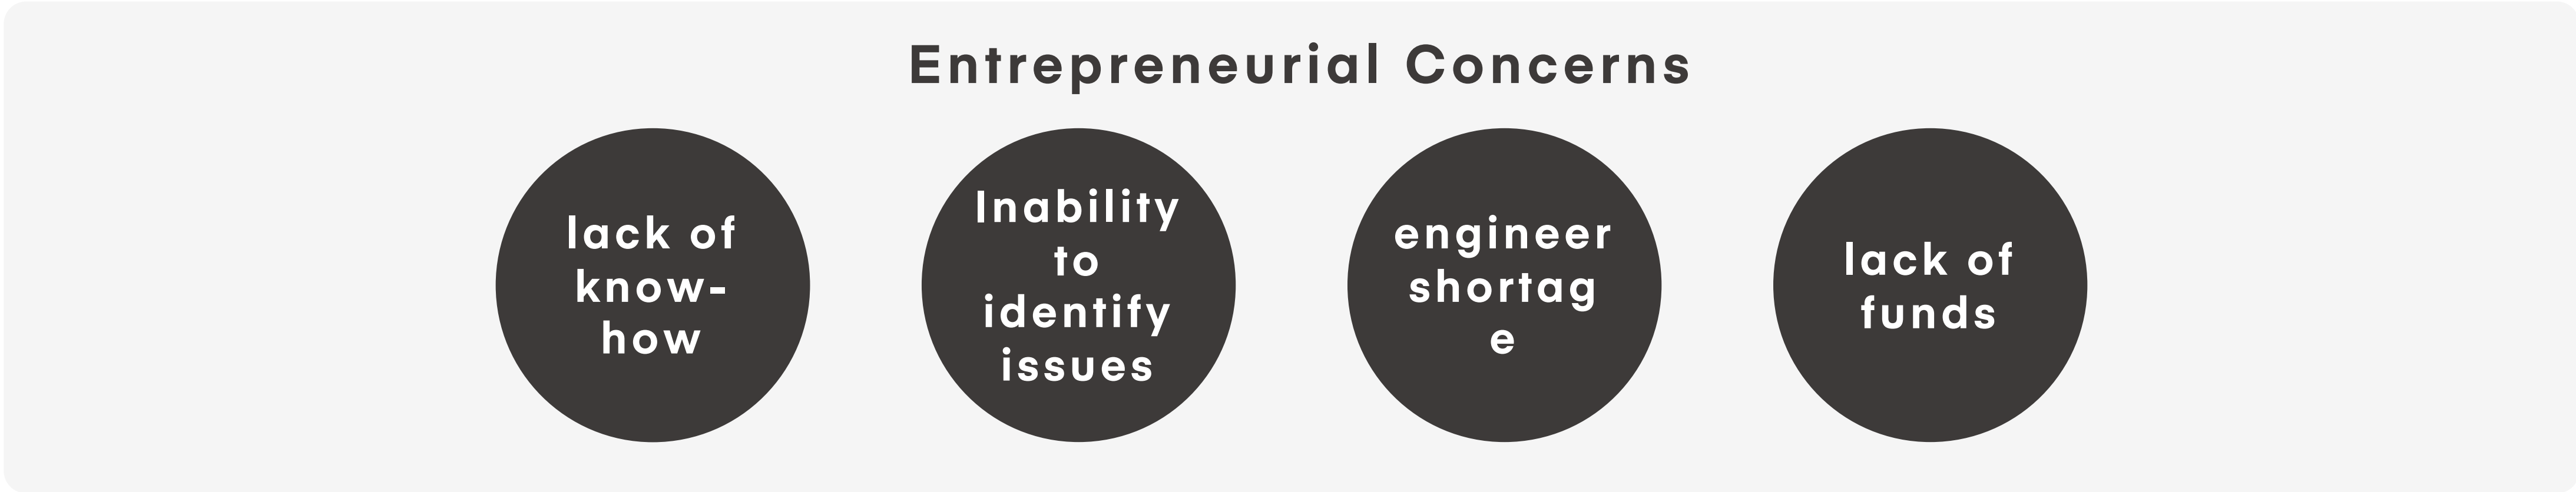 Entrepreneurial Concerns
lack of
know-
how
Inability
to
identify
issues
engineer
shortag
e
lack of
funds